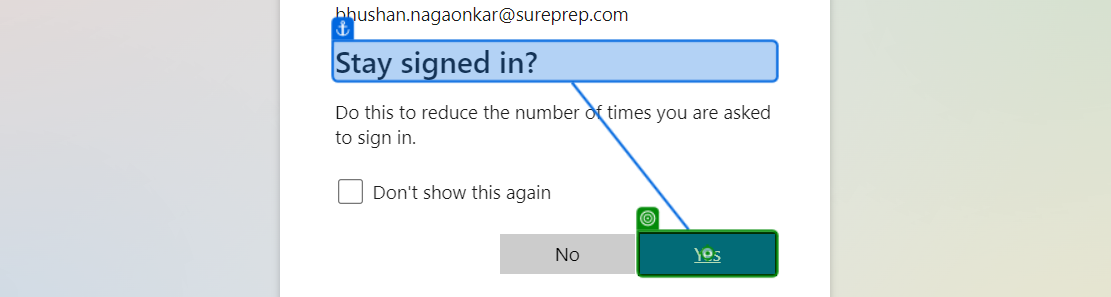 bhushan.nagaonkar@sureprep.com
Stay signed in?
Do this to reduce the number of times you are asked
to sign in.
Don't show this again
No
Yes